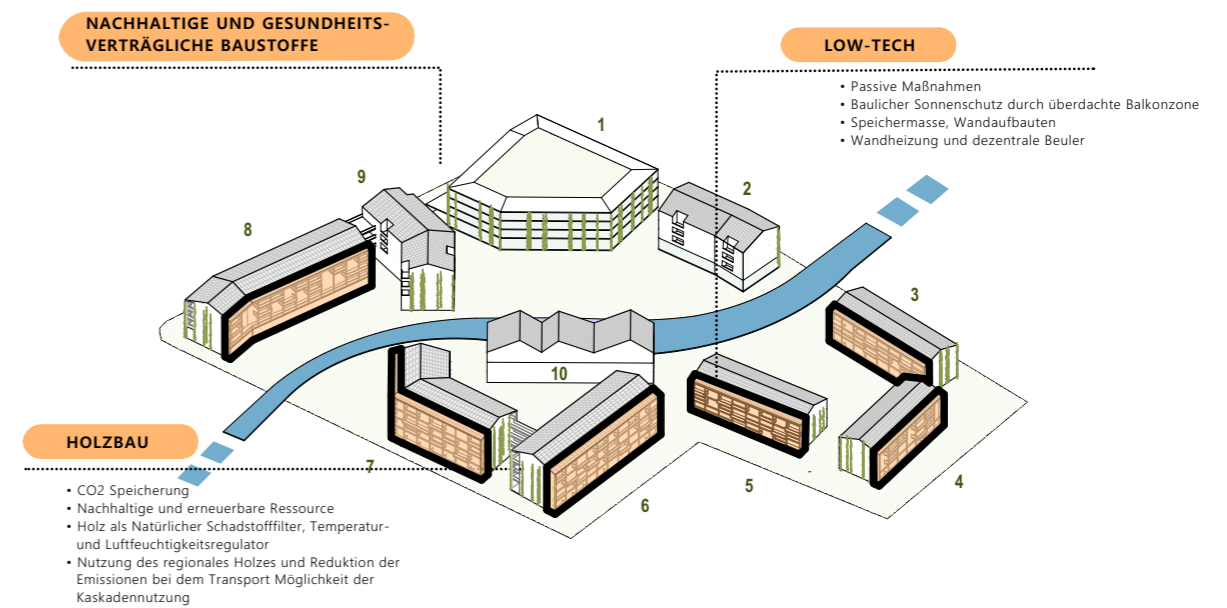 NACHHALTIGE UND GESUNDHEITS-
VERTRÄGLICHE BAUSTOFFE
LOW-TECH
• Passive Maßnahmen
• Baulicher Sonnenschutz durch überdachte Balkonzone
• Speichermasse, Wandaufbauten
• Wandheizung und dezentrale Beuler
1
2
9
8
3
10
HOLZBAU
7
6
5
4
• CO2 Speicherung
• Nachhaltige und erneuerbare Ressource
• Holz als Natürlicher Schadstofffilter, Temperatur-
und Luftfeuchtigkeitsregulator
• Nutzung des regionales Holzes und Reduktion der
Emissionen bei dem Transport Möglichkeit der
Kaskadennutzung